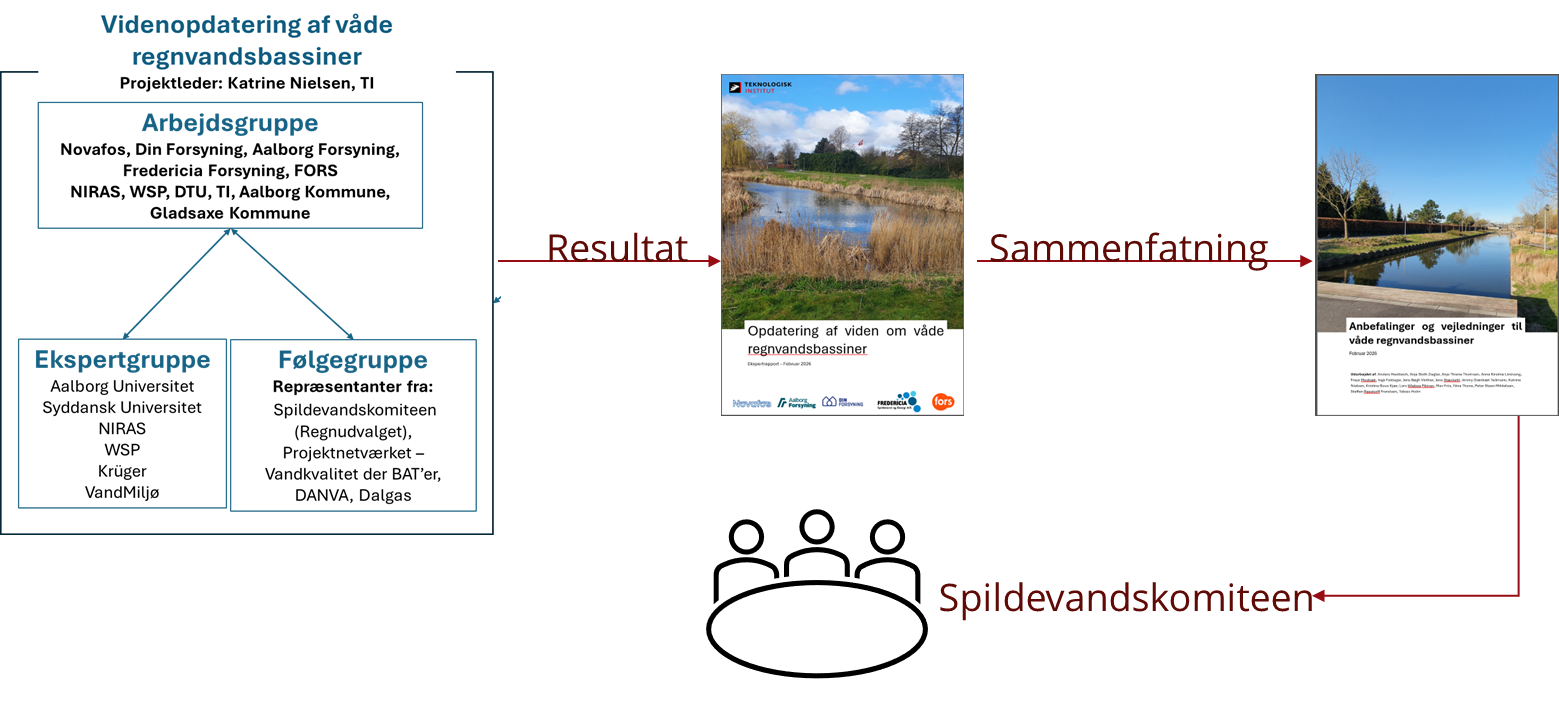 Videnopdatering af våde
regnvandsbassiner
Projektleder: Katrine Nielsen, TI
Arbejdsgruppe
Novafos, Din Forsyning, Aalborg Forsyning,
Fredericia Forsyning, FORS
NIRAS, WSP, DTU, TI, Aalborg Kommune,
Gladsaxe Kommune
Ekspertgruppe
Aalborg Universitet
Syddansk Universitet
NIRAS
WSP
Krüger
VandMiljø
Følgegruppe
Repræsentanter fra:
Spildevandskomiteen
(Regnudvalget),
Projektnetværket –
Vandkvalitet der BAT’er,
DANVA, Dalgas
Resultat
TEKNOLOGISK
INSTITUT
Opdatering af viden om våde
regnvandsbassiner
Ekspertrapport – Februar 2026
Novafos
Aalborg
Forsyning
DIN
FORSYNING
FREDERICIA
fors
Sammenfatning
Anbefalinger og vejledninger til
våde regnvandsbassiner
Februar 2026
Spildevandskomiteen